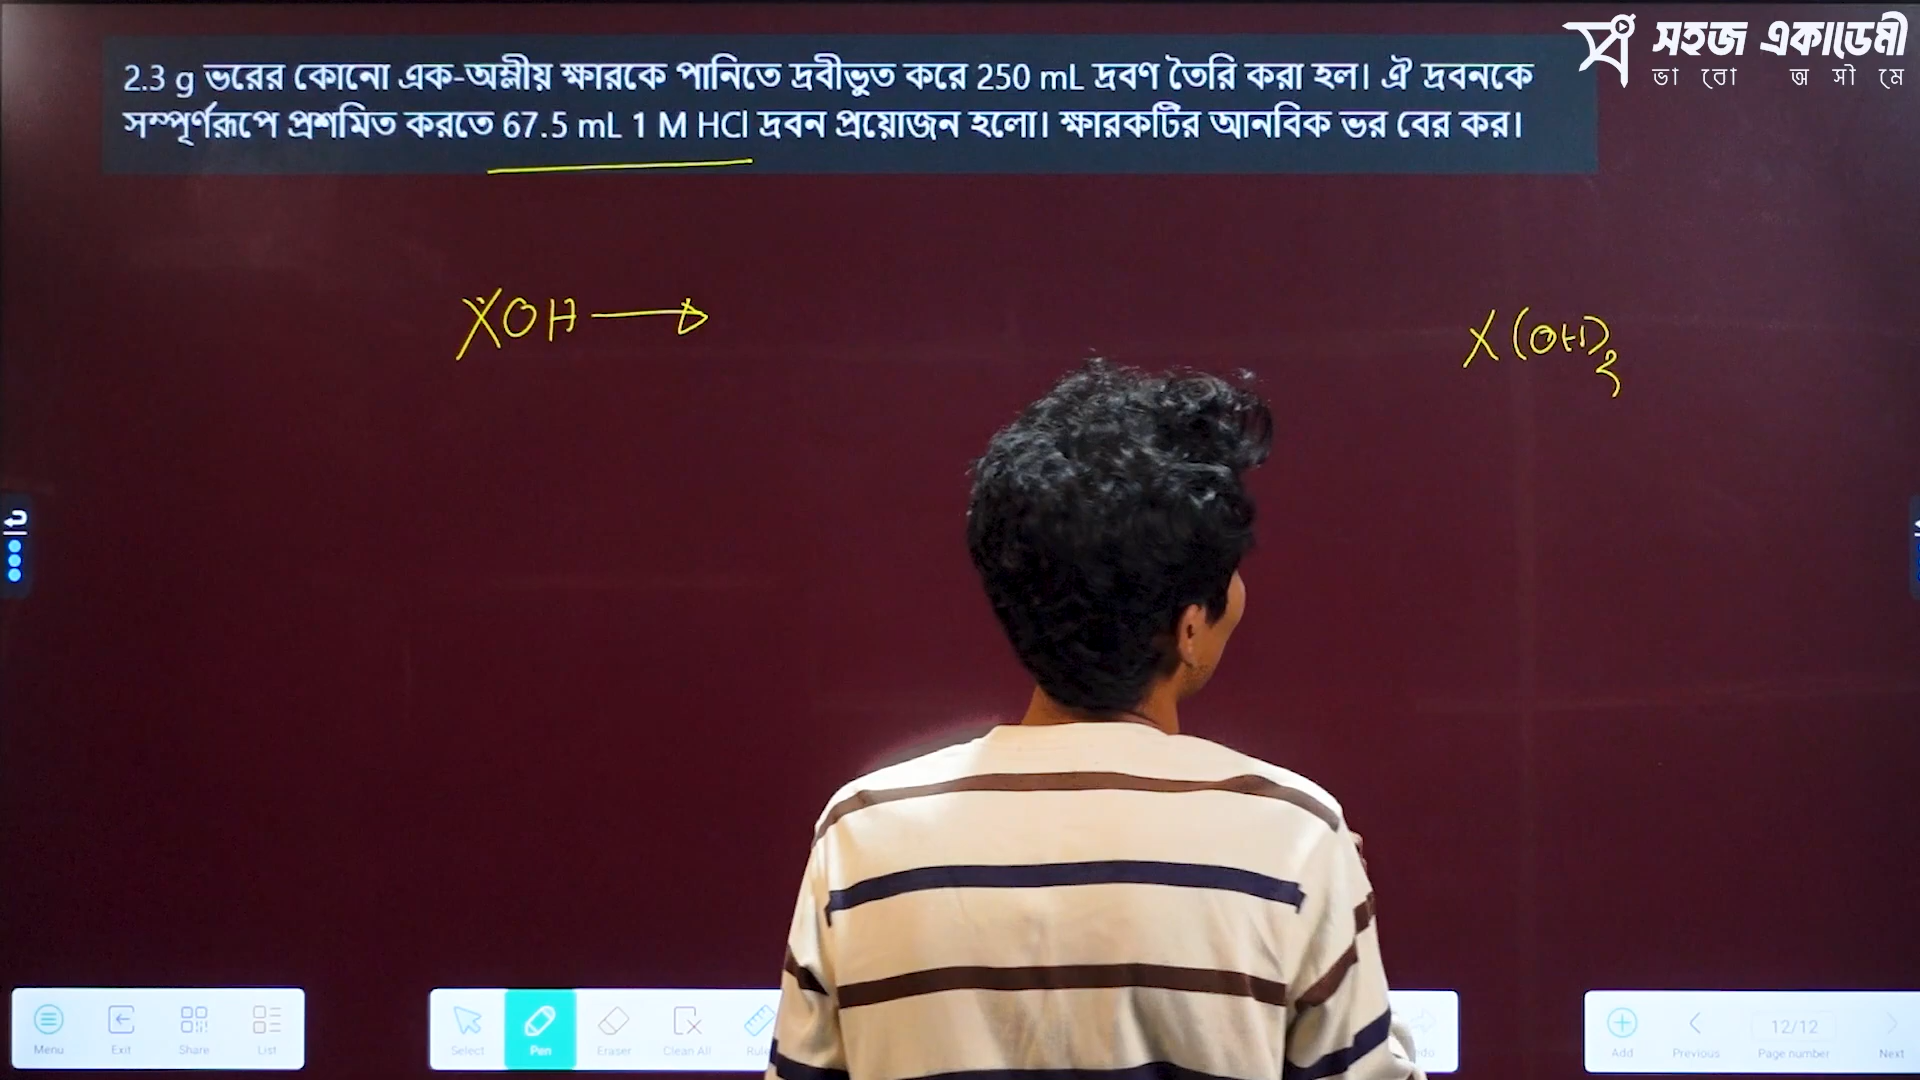 সহজ একাডেমী
ভাবো অসীমে
2.3 g ভরের কোনো এক-অম্লীয় ক্ষারকে পানিতে দ্রবীভুত করে 250 mL দ্রবণ তৈরি করা হল। ঐ দ্রবনকে
সম্পূর্ণরূপে প্রশমিত করতে 67.5 mL 1 M HCl দ্রবন প্রয়োজন হলো। ক্ষারকটির আনবিক ভর বের কর।
XOH →
X(OH)2
Menu
Exit
Share
List
Select
Pen
Eraser
Clean All
Add
Previous
12/12
Page number
Next